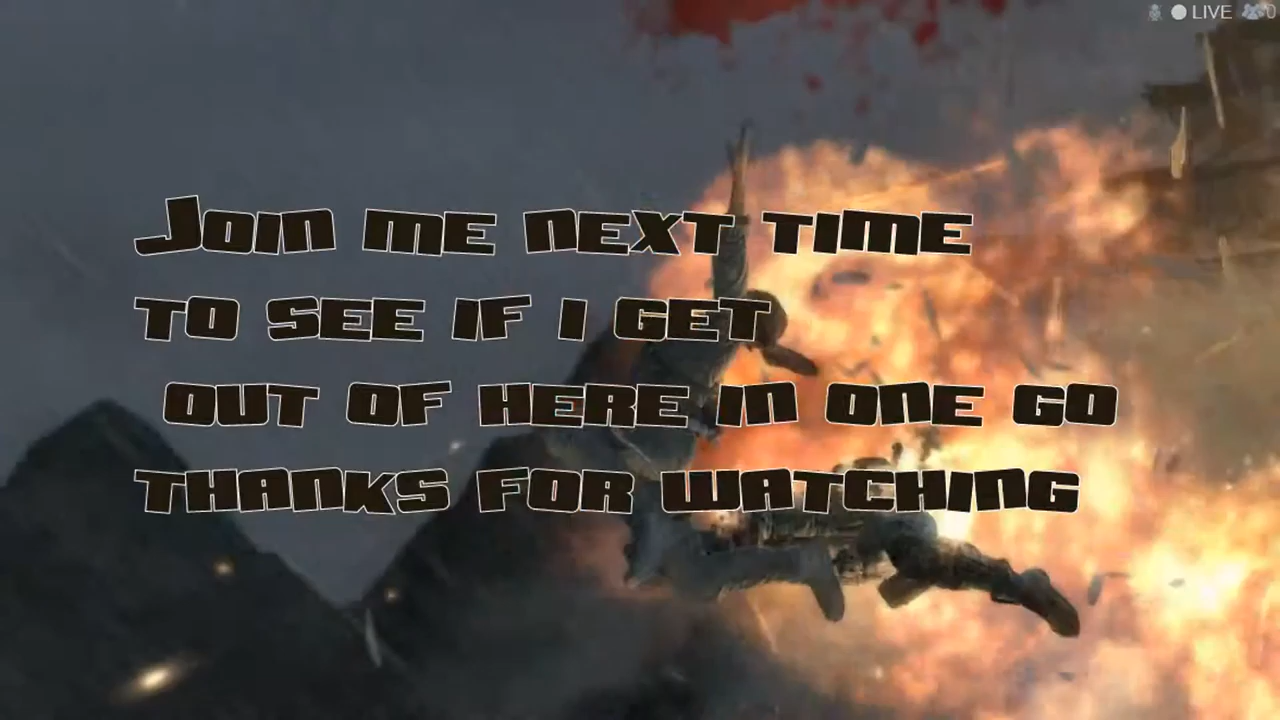 LIVE 0
Join me next time
to see if i get
out of here in one go
thanks for watching